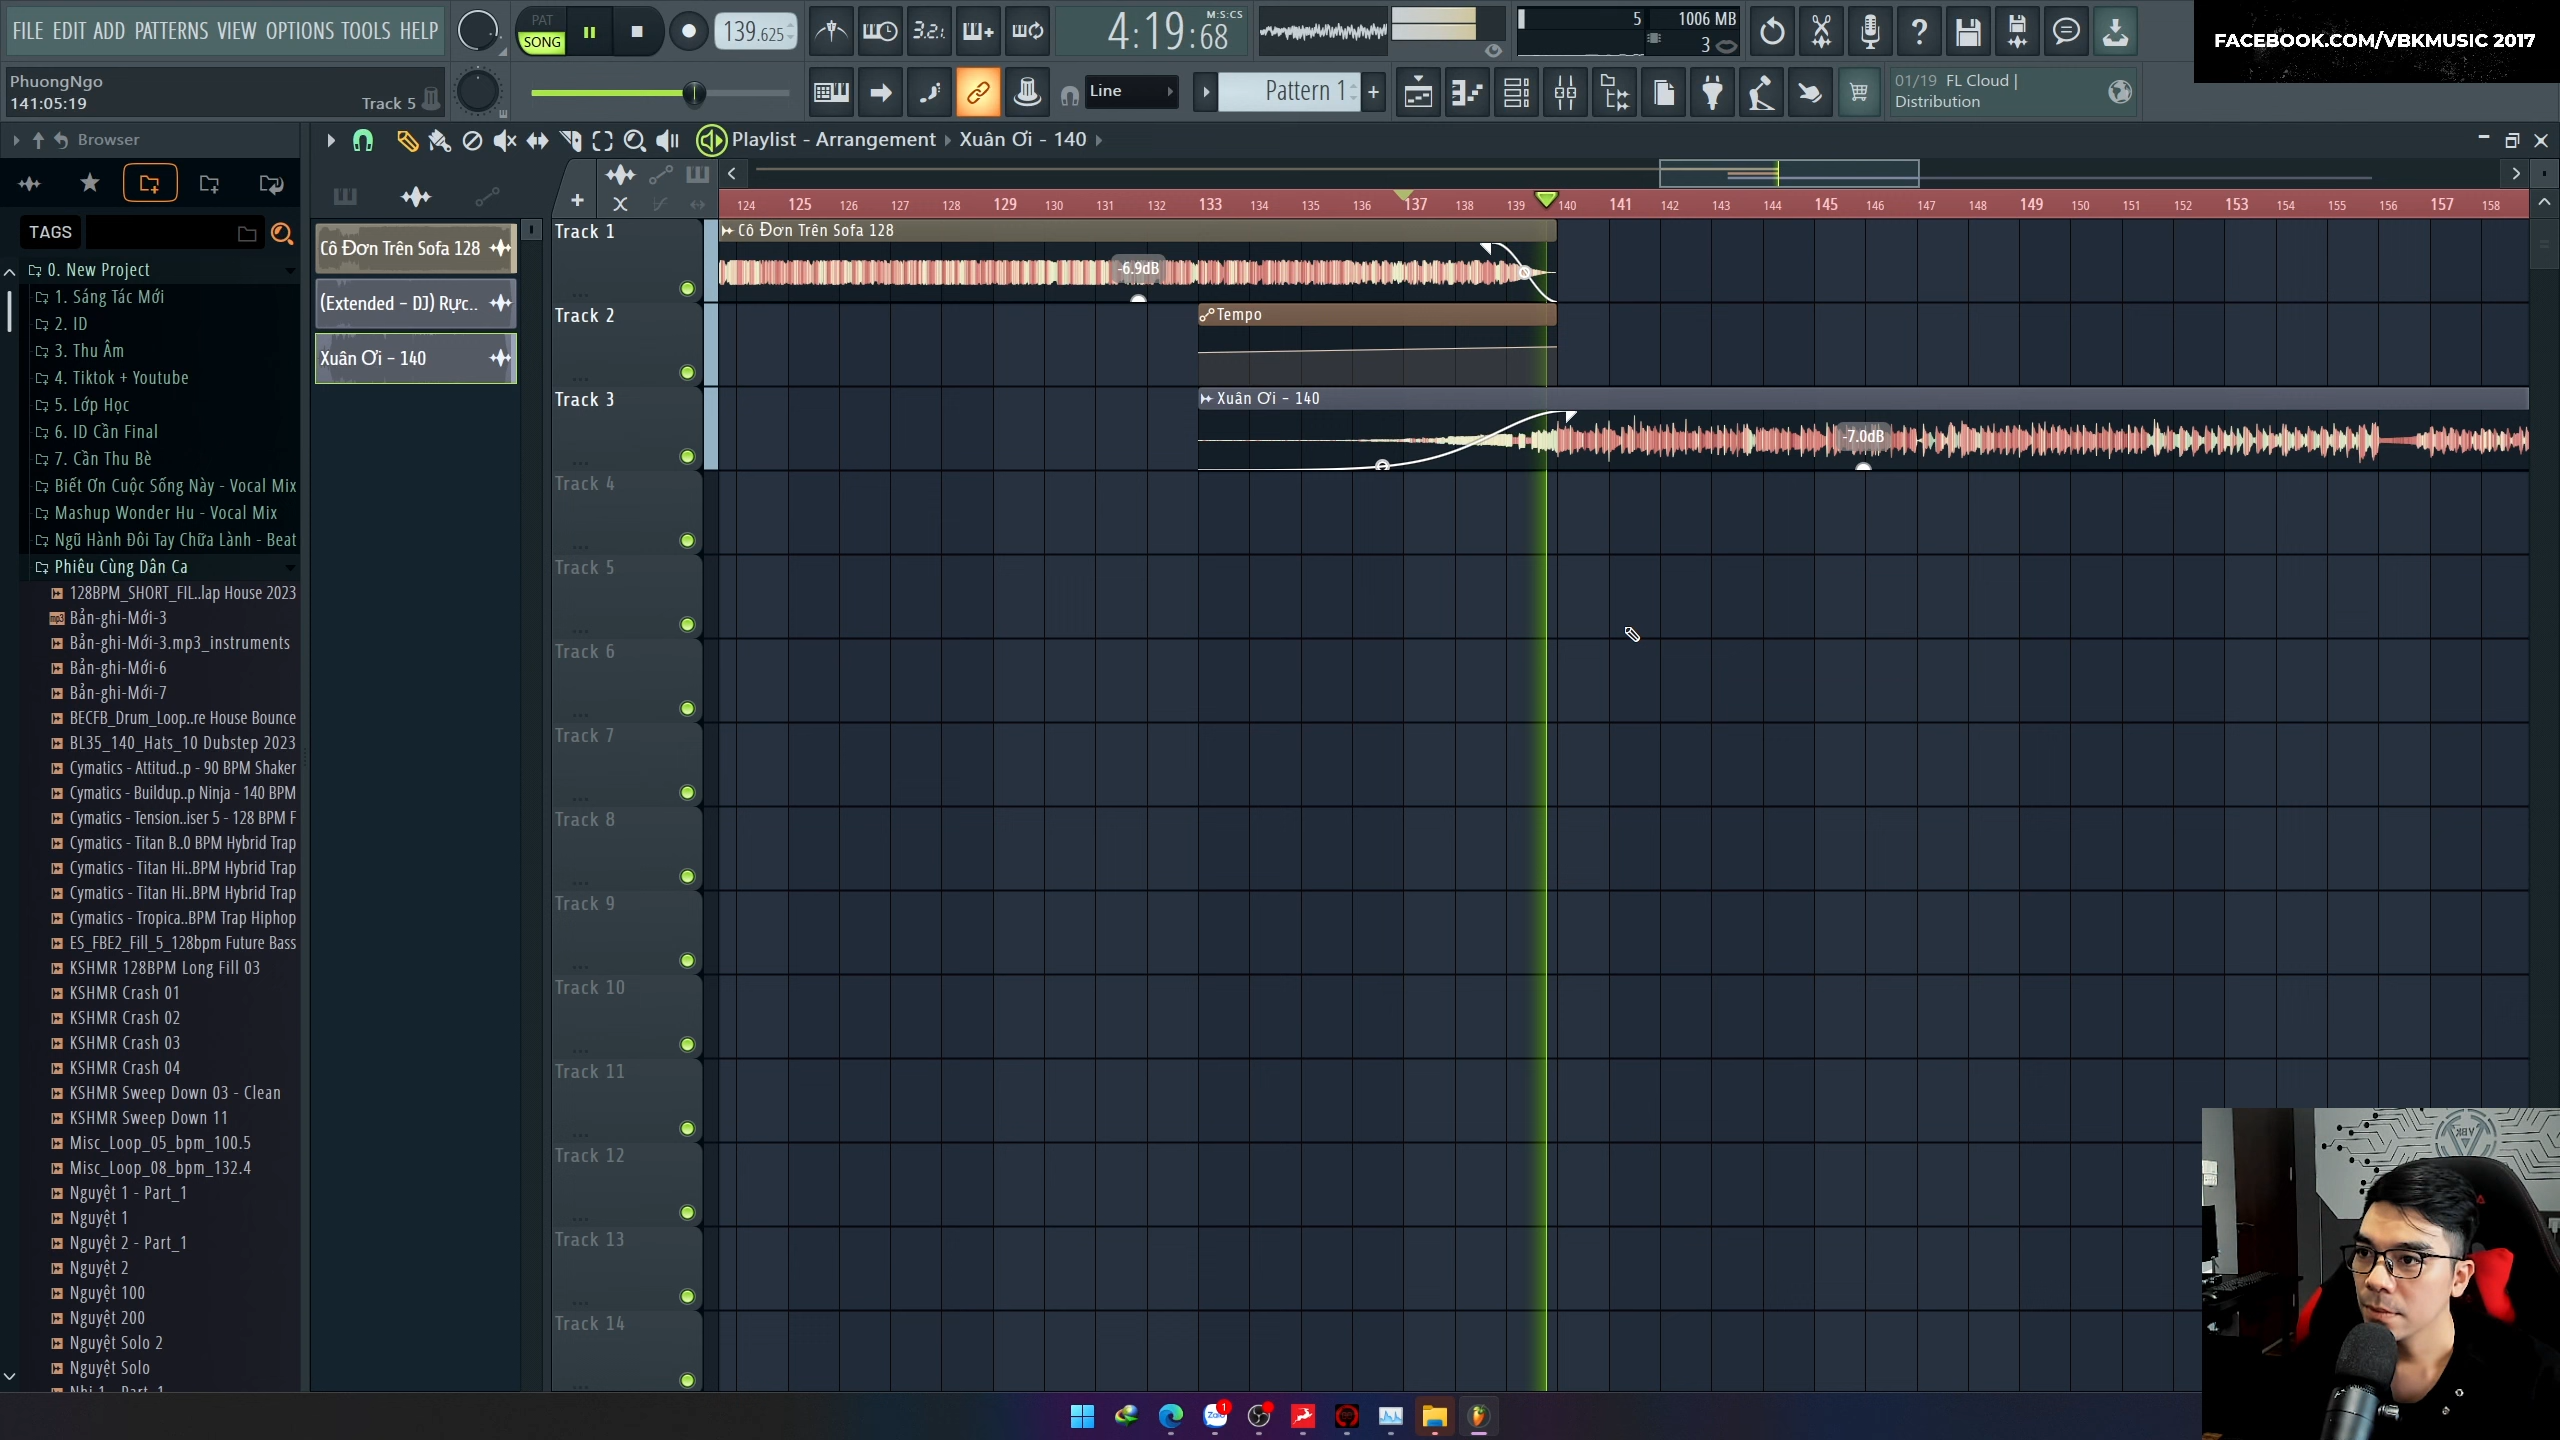 FILE EDIT ADD PATTERNS VIEW OPTIONS TOOLS HELP
PAT
SONG
139.625
3.2.1.
4:19:68
M:S:CS
5
1006 MB
3
FACEBOOK.COM/VBKMUSIC 2017
PhuongNgo
141:05:19
Track 5
Line
Pattern 1
01/19 FL Cloud |
Distribution
Browser
Playlist - Arrangement
Xuân Ơi - 140
TAGS
0. New Project
1. Sáng Tác Mới
2. ID
3. Thu Âm
4. Tiktok + Youtube
5. Lớp Học
6. ID Cần Final
7. Cần Thu Bè
Biết Ơn Cuộc Sống Này - Vocal Mix
Mashup Wonder Hu - Vocal Mix
Ngũ Hành Đôi Tay Chữa Lành - Beat
Phiêu Cùng Dân Ca
128BPM_SHORT_FIL..lap House 2023
Bản-ghi-Mới-3
Bản-ghi-Mới-3.mp3_instruments
Bản-ghi-Mới-6
Bản-ghi-Mới-7
BECFB_Drum_Loop..re House Bounce
BL35_140_Hats_10 Dubstep 2023
Cymatics - Attitud..p - 90 BPM Shaker
Cymatics - Buildup..p Ninja - 140 BPM
Cymatics - Tension..iser 5 - 128 BPM F
Cymatics - Titan B..0 BPM Hybrid Trap
Cymatics - Titan Hi..BPM Hybrid Trap
Cymatics - Titan Hi..BPM Hybrid Trap
Cymatics - Tropica..BPM Trap Hiphop
ES_FBE2_Fill_5_128bpm Future Bass
KSHMR 128BPM Long Fill 03
KSHMR Crash 01
KSHMR Crash 02
KSHMR Crash 03
KSHMR Crash 04
KSHMR Sweep Down 03 - Clean
KSHMR Sweep Down 11
Misc_Loop_05_bpm_100.5
Misc_Loop_08_bpm_132.4
Nguyệt 1 - Part_1
Nguyệt 1
Nguyệt 2 - Part_1
Nguyệt 2
Nguyệt 100
Nguyệt 200
Nguyệt Solo 2
Nguyệt Solo
Cô Đơn Trên Sofa 128
(Extended - DJ) Rực..
Xuân Ơi - 140
124 125 126 127 128 129 130 131 132 133 134 135 136 137 138 139 140 141 142 143 144 145 146 147 148 149 150 151 152 153 154 155 156 157 158
Track 1
Cô Đơn Trên Sofa 128
-6.9dB
Track 2
Tempo
Track 3
Xuân Ơi - 140
-7.0dB
Track 4
Track 5
Track 6
Track 7
Track 8
Track 9
Track 10
Track 11
Track 12
Track 13
Track 14
VBK
Zalo
1